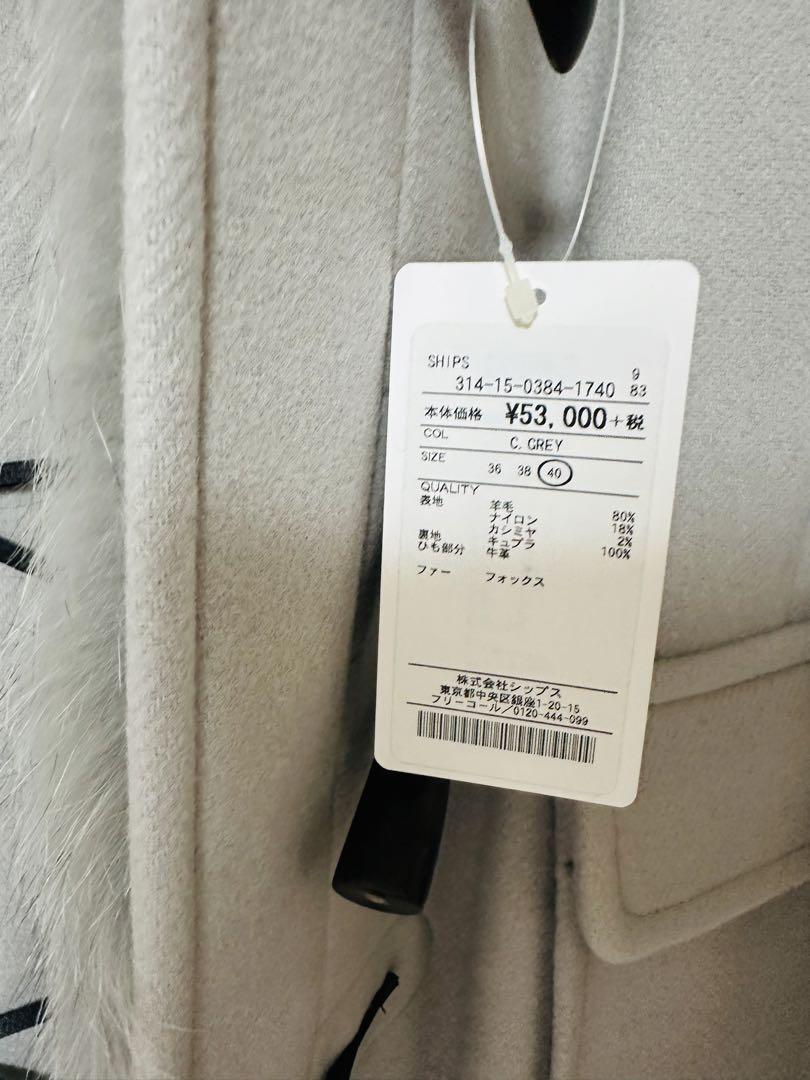 SHIPS
9
314-15-0384-1740 83
本体価格 ¥53,000+税
COL C.GREY
SIZE 36 38 40
QUALITY
表地 羊毛 80%
ナイロン 18%
カシミヤ 2%
裏地 キュプラ 100%
ひも部分 牛革
ファー フォックス
株式会社シップス
東京都中央区銀座1-20-15
フリーコール/0120-444-099